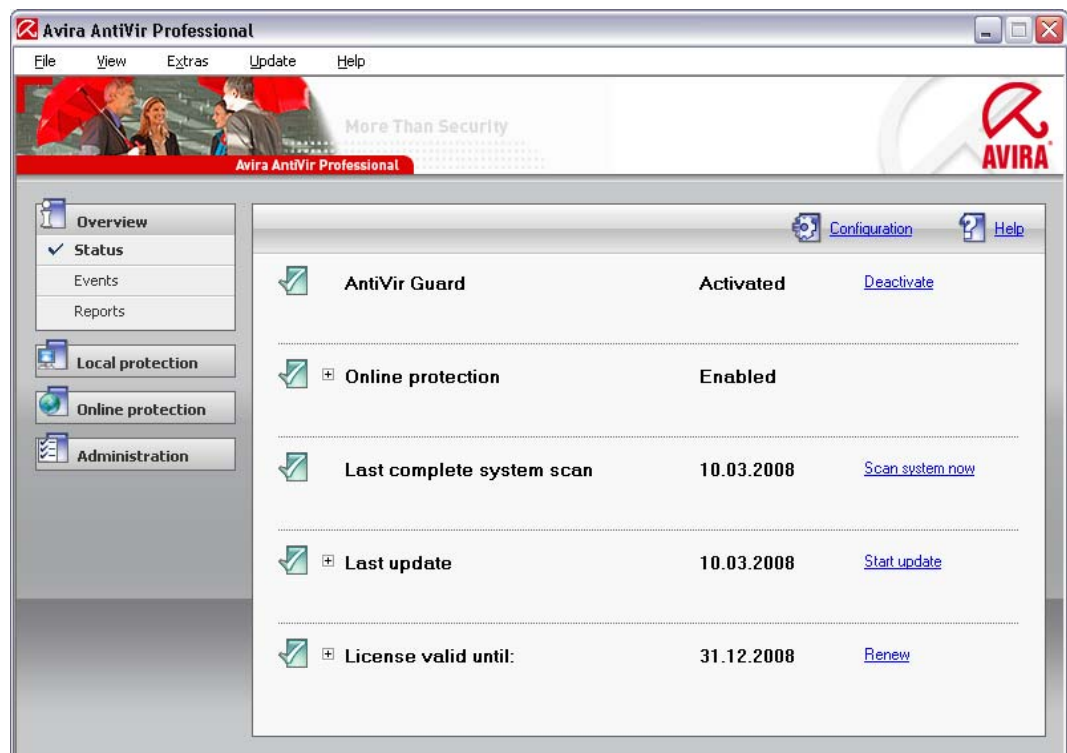 Avira AntiVir Professional
File View Extras Update Help
More Than Security
Avira AntiVir Professional
AVIRA
Overview
Status
Events
Reports
Local protection
Online protection
Administration
Configuration Help
AntiVir Guard Activated Deactivate
Online protection Enabled
Last complete system scan 10.03.2008 Scan system now
Last update 10.03.2008 Start update
License valid until: 31.12.2008 Renew